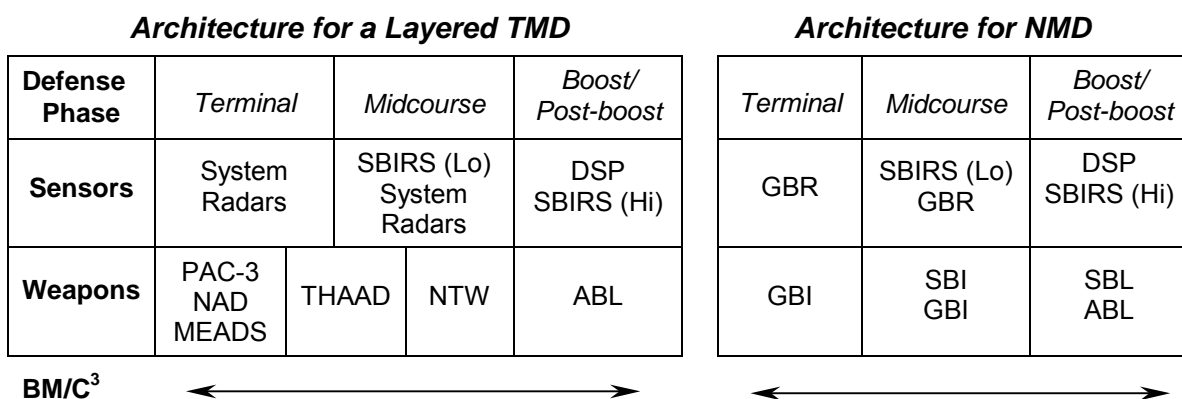 Architecture for a Layered TMD
Defense
Phase
Terminal
Midcourse
Boost/
Post-boost
Sensors
System
Radars
SBIRS (Lo)
System
Radars
DSP
SBIRS (Hi)
Weapons
PAC-3
NAD
MEADS
THAAD
NTW
ABL
BM/C³
Architecture for NMD
Terminal
Midcourse
Boost/
Post-boost
GBR
SBIRS (Lo)
GBR
DSP
SBIRS (Hi)
GBI
SBI
GBI
SBL
ABL